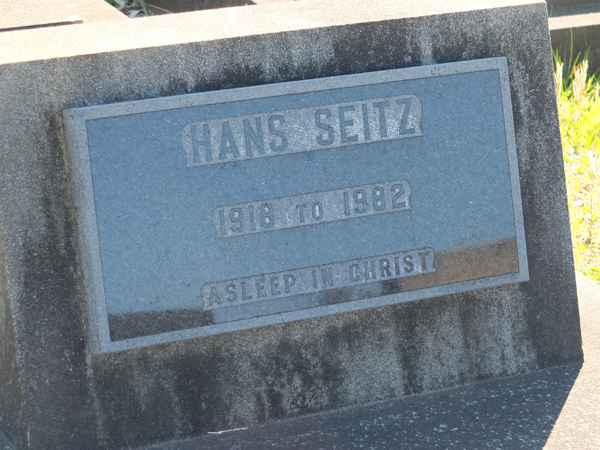 HANS SEITZ
1918 TO 1982
ASLEEP IN CHRIST